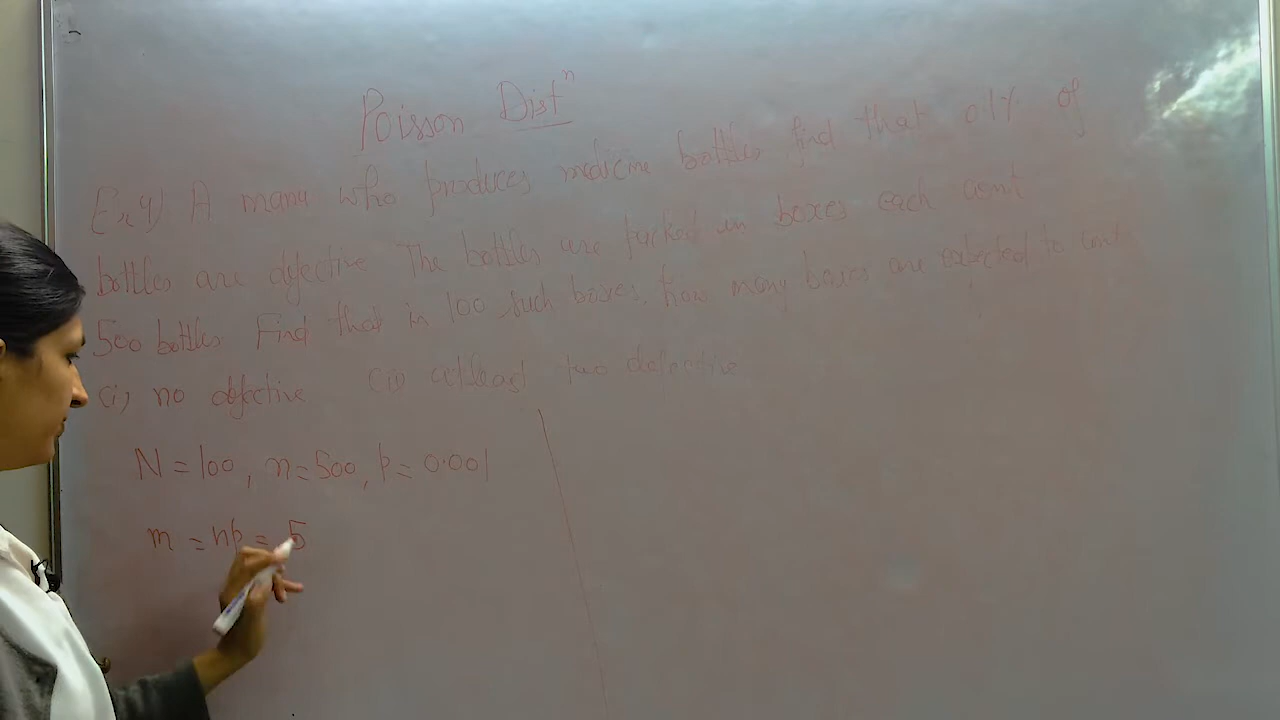 Poisson Distⁿ
Ex 4) A manu who produces medicine bottles, find that 0.1% of
bottles are defective The bottles are packed in boxes each cont
500 bottles Find that in 100 such boxes, how many boxes are expected to
(i) no defective (ii) atleast two defective
N = 100, n = 500, p = 0.001
m = np = 5